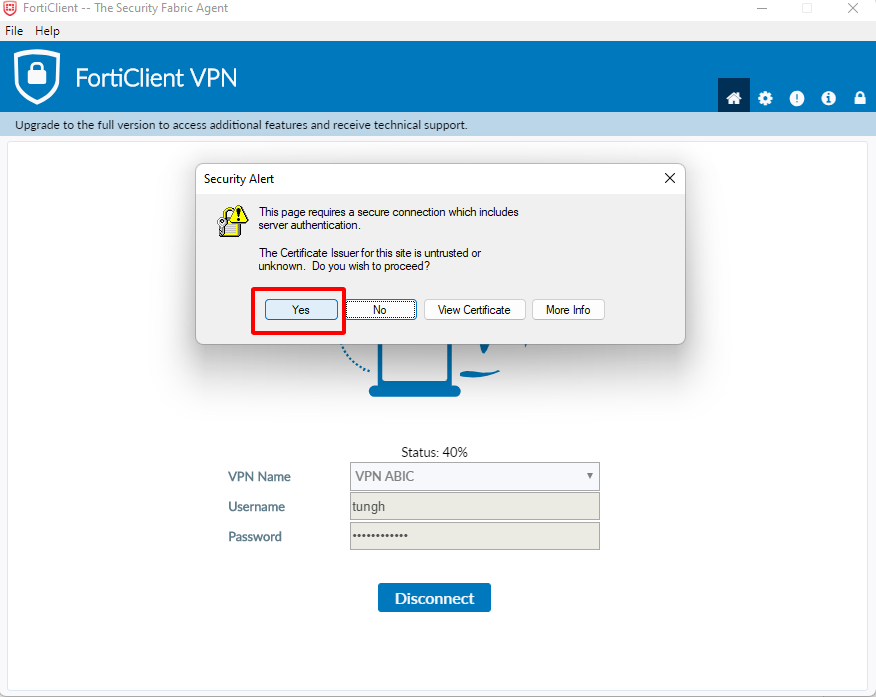 FortiClient -- The Security Fabric Agent
File Help
FortiClient VPN
Upgrade to the full version to access additional features and receive technical support.
Security Alert
This page requires a secure connection which includes
server authentication.
The Certificate Issuer for this site is untrusted or
unknown. Do you wish to proceed?
Yes No View Certificate More Info
Status: 40%
VPN Name VPN ABIC
Username tungh
Password ••••••••••••
Disconnect